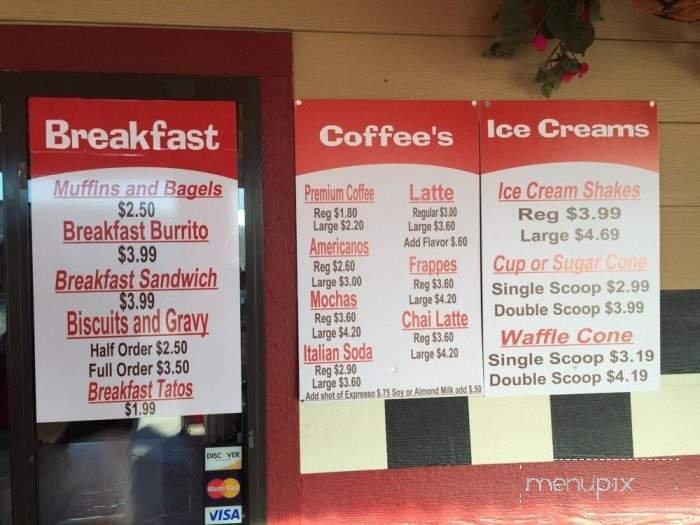 Breakfast
Muffins and Bagels
$2.50
Breakfast Burrito
$3.99
Breakfast Sandwich
$3.99
Biscuits and Gravy
Half Order $2.50
Full Order $3.50
Breakfast Tatos
$1.99
DISC VER
MasterCard
VISA
Coffee's
Premium Coffee
Reg $1.80
Large $2.20
Americanos
Reg $2.60
Large $3.00
Mochas
Reg $3.60
Large $4.20
Italian Soda
Reg $2.90
Large $3.60
Latte
Regular $3.00
Large $3.60
Add Flavor $.60
Frappes
Reg $3.60
Large $4.20
Chai Latte
Reg $3.60
Large $4.20
Add shot of Expresso $.75 Soy or Almond Milk add $.50
Ice Creams
Ice Cream Shakes
Reg $3.99
Large $4.69
Cup or Sugar Cone
Single Scoop $2.99
Double Scoop $3.99
Waffle Cone
Single Scoop $3.19
Double Scoop $4.19
menupix